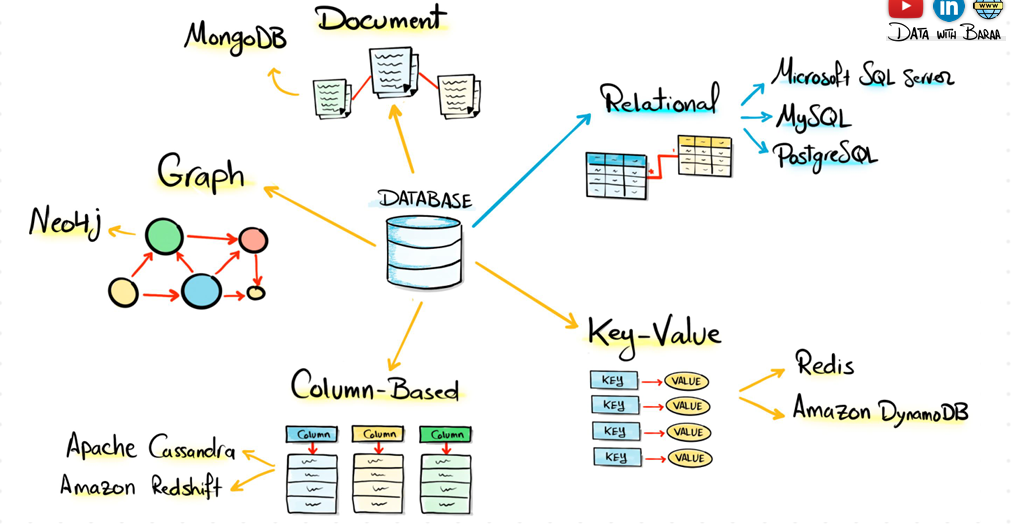 in
WWW
DATA WITH BARAA
Document
MongoDB
Relational
Microsoft SQL Server
MySQL
PostgreSQL
Graph
Neo4j
DATABASE
Key-Value
KEY
VALUE
KEY
VALUE
KEY
VALUE
KEY
VALUE
Redis
Amazon DynamoDB
Column-Based
Column
Column
Column
Apache Cassandra
Amazon Redshift